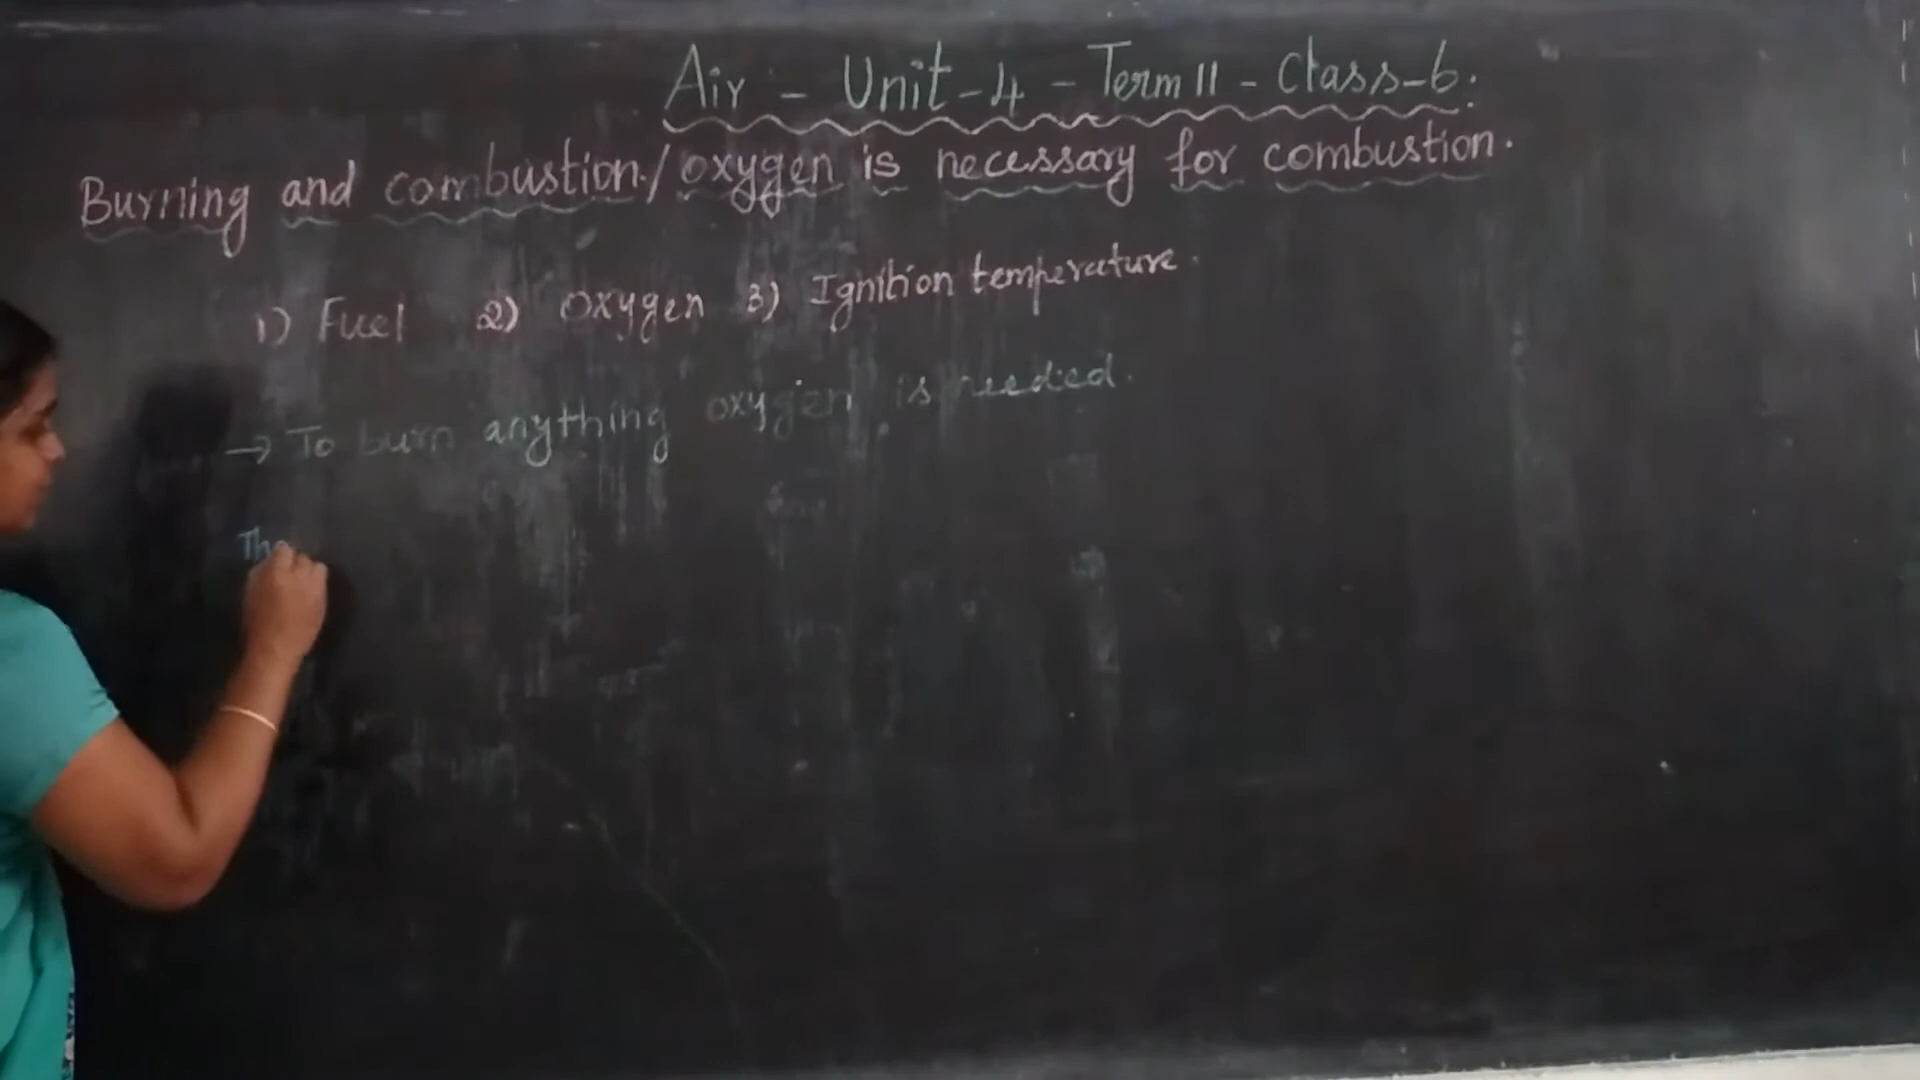 Air - Unit-4 - Term II - Class-6.
Burning and combustion./oxygen is necessary for combustion.
1) Fuel 2) Oxygen 3) Ignition temperature.
→ To burn anything oxygen is needed.
The